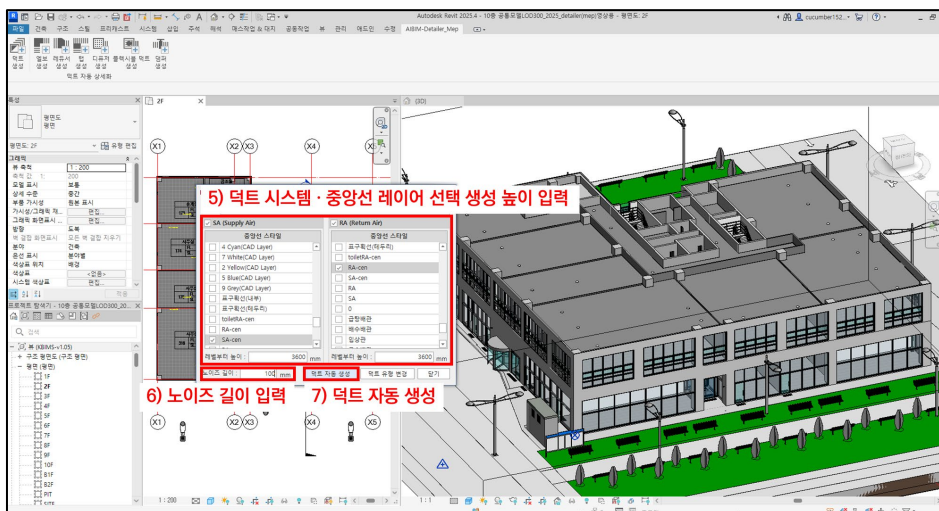 Autodesk Revit 2025.4 - 10층 공통모델LOD300_2025_detailer(mep)영상용 - 평면도: 2F
cucumber152...
파일 건축 구조 스틸 프리캐스트 시스템 삽입 주석 해석 매스작업 & 대지 공동작업 뷰 관리 애드인 수정 AIBIM-Detailer_Mep
덕트 생성
엘보 생성
레듀서 생성
탭 생성
디퓨저 생성
플렉시블 덕트 생성
댐퍼 생성
덕트 자동 상세화
특성
2F
(3D)
평면도
평면
평면도: 2F
유형 편집
그래픽
뷰 축척 1 : 200
축척 값 1: 200
모델 표시 보통
상세 수준 중간
부품 가시성 원본 표시
가시성/그래픽 재... 편집...
그래픽 화면표시 ... 편집...
방향 도북
벽 결합 화면표시 모든 벽 결합 지우기
분야 건축
은선 표시 분야별
색상표 위치 배경
색상표 <없음>
시스템 색상표 편집...
적용
프로젝트 탐색기 - 10층 공통모델LOD300_20...
검색
뷰 (KBIMS-v1.05)
구조 평면도 (구조 평면)
평면 (평면)
1F
2F
3F
4F
5F
6F
7F
8F
9F
10F
B1F
B2F
PIT
SITE
X1 X2 X3 X4 X5
5) 덕트 시스템 · 중앙선 레이어 선택 생성 높이 입력
SA (Supply Air)
중앙선 스타일
4 Cyan(CAD Layer)
7 White(CAD Layer)
2 Yellow(CAD Layer)
5 Blue(CAD Layer)
9 Grey(CAD Layer)
표구획선(내부)
표구획선(테두리)
toiletRA-cen
RA-cen
SA-cen
레벨부터 높이 : 3600 mm
RA (Return Air)
중앙선 스타일
표구획선(테두리)
toiletRA-cen
RA-cen
SA-cen
RA
SA
0
급탕배관
배수배관
입상관
레벨부터 높이 : 3600 mm
노이즈 길이 : 100 mm
덕트 자동 생성
덕트 유형 변경
닫기
6) 노이즈 길이 입력
7) 덕트 자동 생성
X1 X2 X3 X4 X5
1 : 200
1 : 1